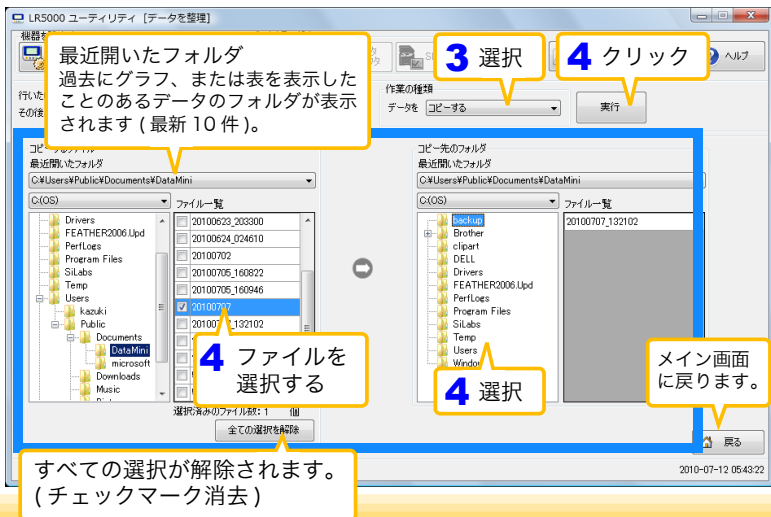 LR5000 ユーティリティ [データを整理]
最近開いたフォルダ
過去にグラフ、または表を表示した
ことのあるデータのフォルダが表示
されます ( 最新 10 件 )。
3 選択
4 クリック
ヘルプ
作業の種類
データを コピーする
実行
最近開いたフォルダ
C:¥Users¥Public¥Documents¥DataMini
C:(OS)
ファイル一覧
Drivers
FEATHER2006.Upd
PerfLogs
Program Files
SiLabs
Temp
Users
kazuki
Public
Documents
DataMini
microsoft
Downloads
Music
20100623_203300
20100624_024610
20100702
20100705_160822
20100705_160946
20100707
4 ファイルを
選択する
選択済みのファイル数: 1 個
全ての選択を解除
すべての選択が解除されます。
( チェックマーク消去 )
コピー先のフォルダ
最近開いたフォルダ
C:¥Users¥Public¥Documents¥DataMini
C:(OS)
ファイル一覧
backup
Brother
clipart
DELL
Drivers
FEATHER2006.Upd
PerfLogs
Program Files
SiLabs
Temp
Users
20100707_132102
4 選択
メイン画面
に戻ります。
戻る
2010-07-12 05:43:22